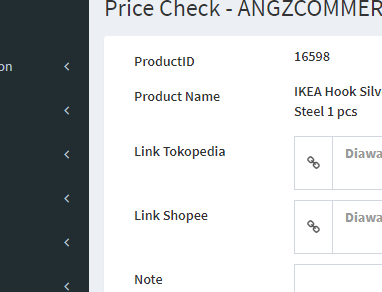 Price Check - ANGZCOMMER
on
ProductID
16598
Product Name
IKEA Hook Silv
Steel 1 pcs
Link Tokopedia
Diawa
Link Shopee
Diawa
Note